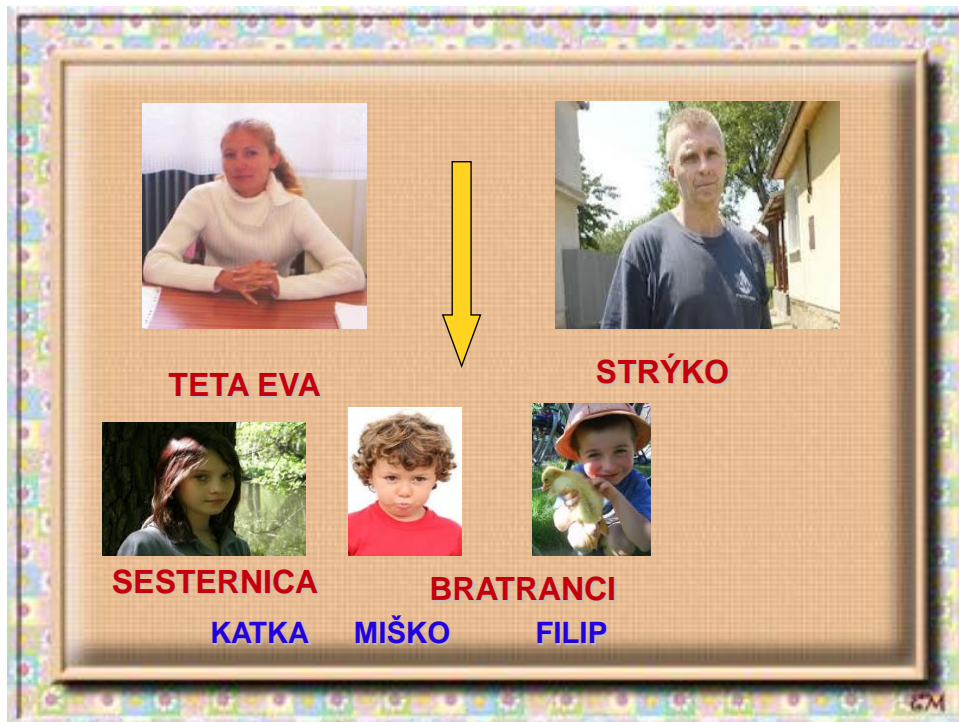 TETA EVA
STRÝKO
SESTERNICA
BRATRANCI
KATKA MIŠKO FILIP